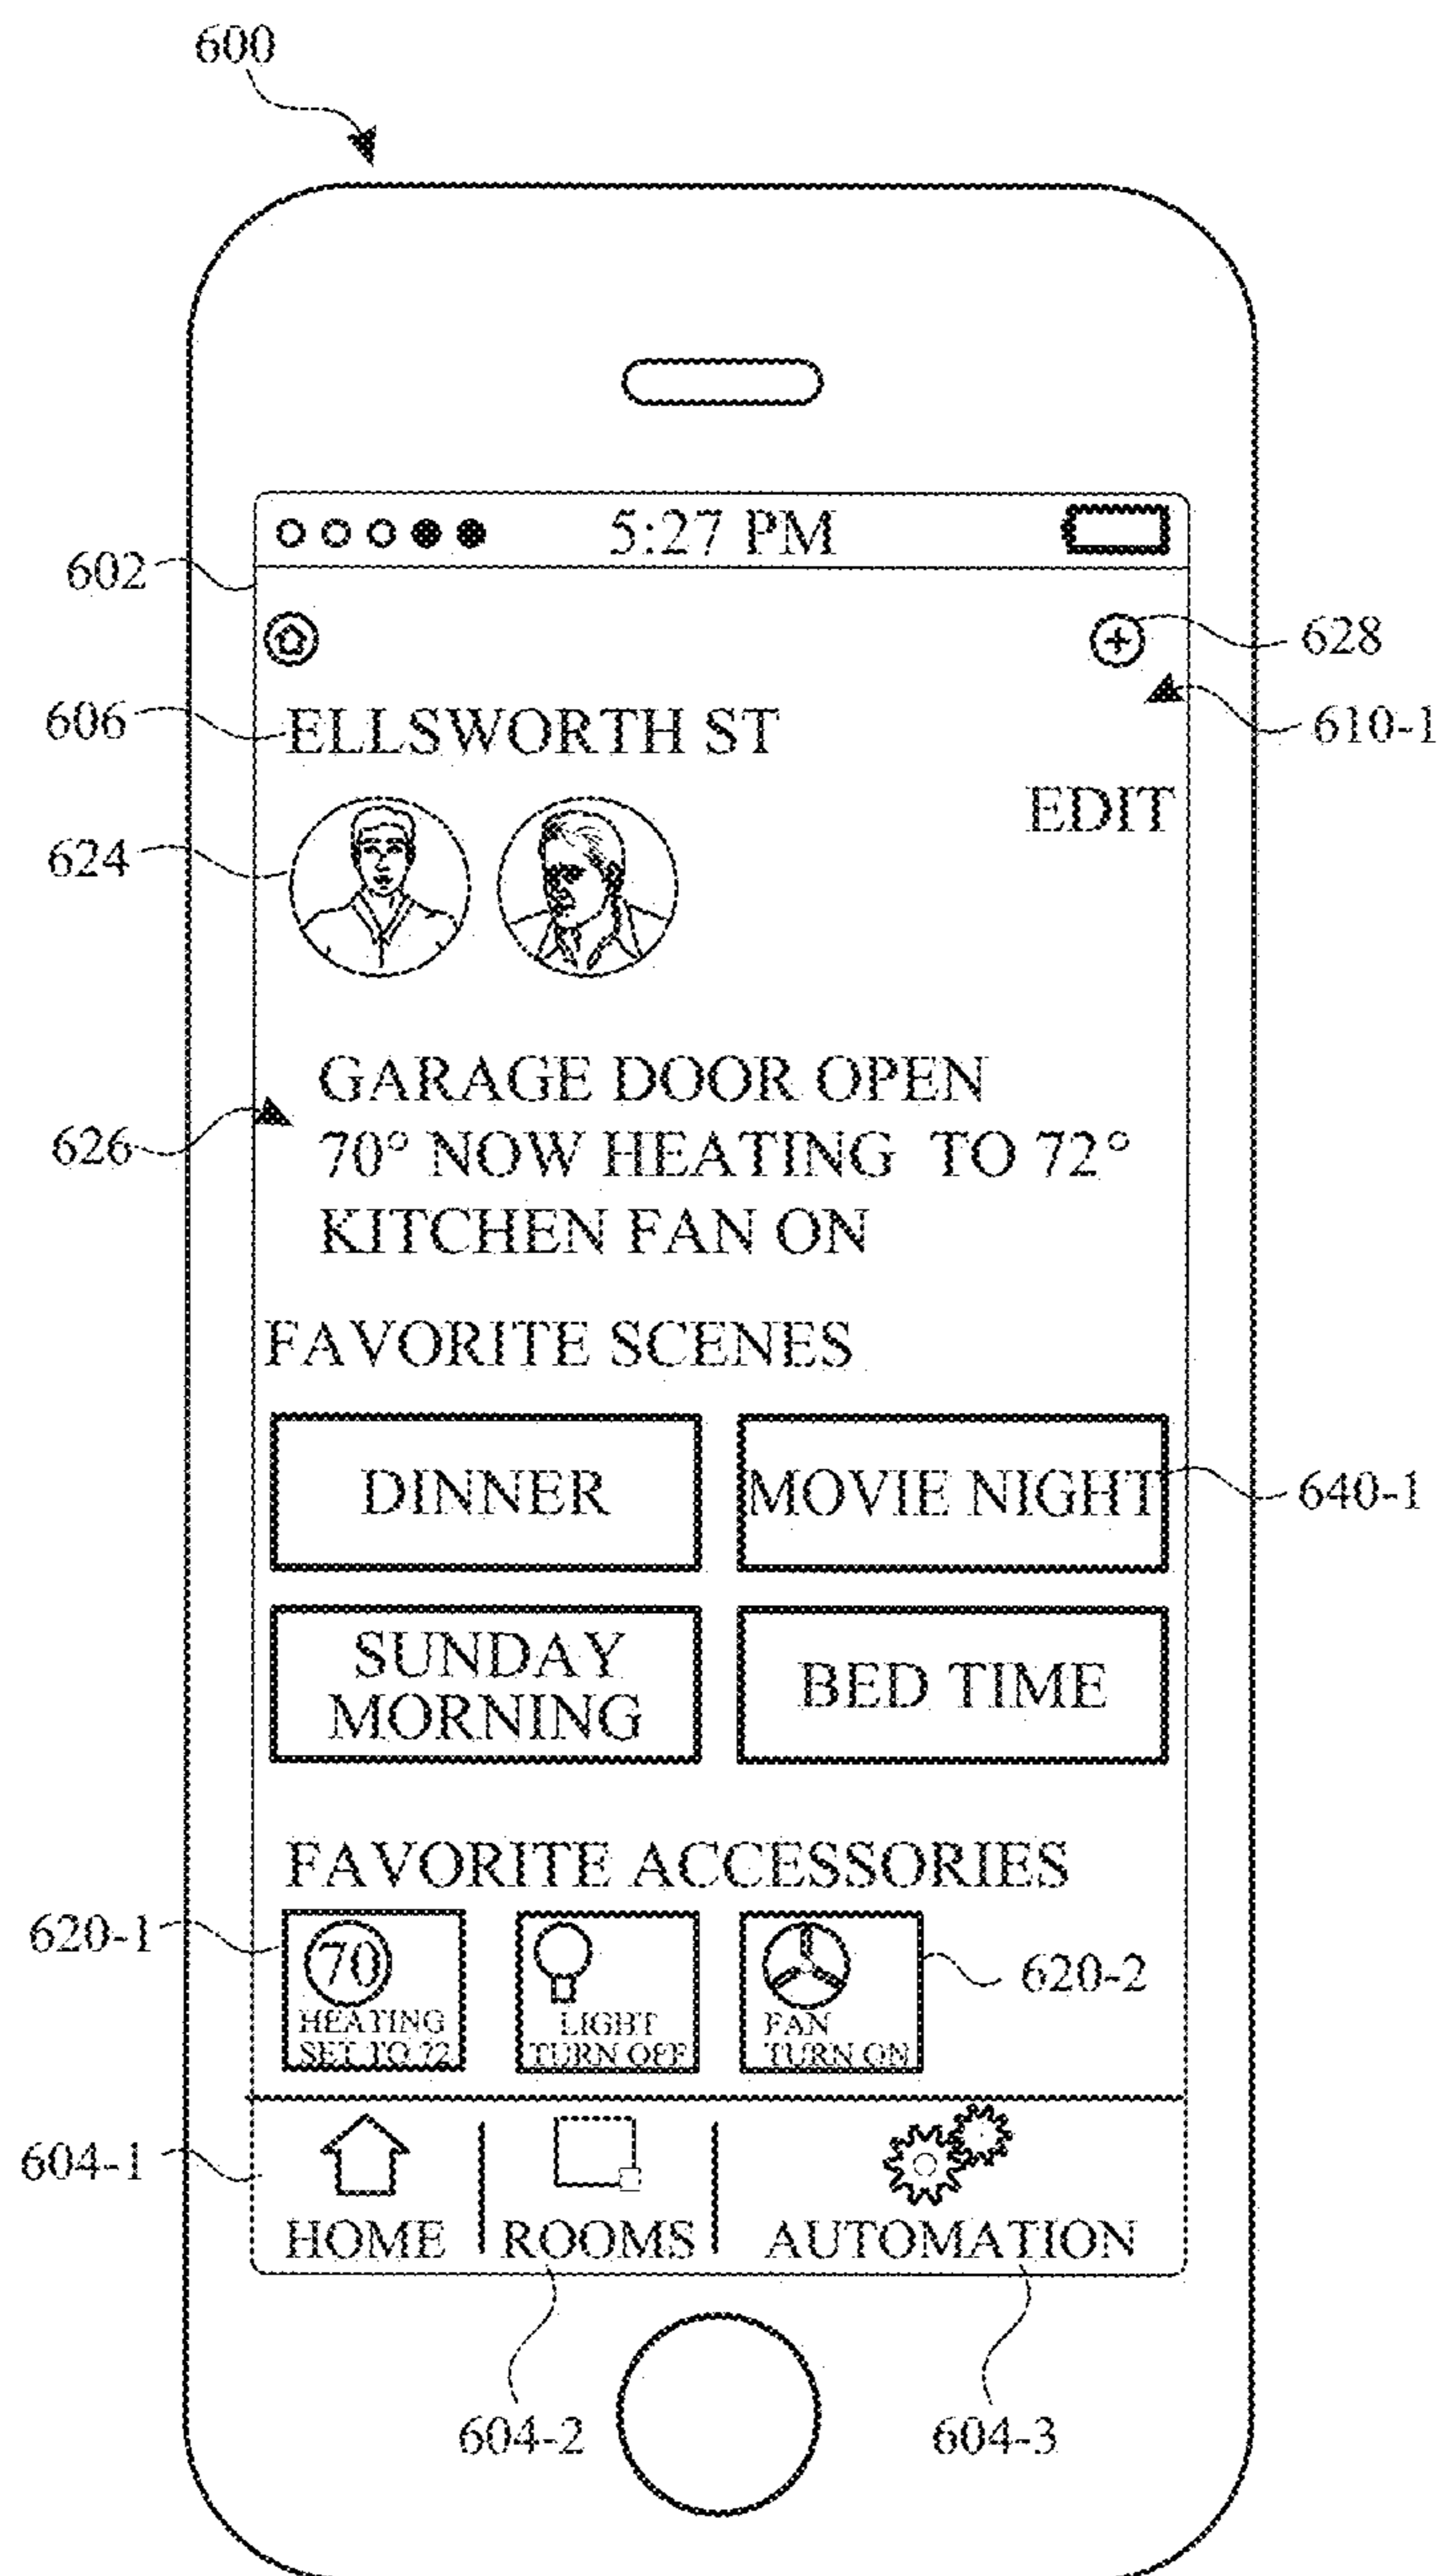 600
5:27 PM
602
628
606
ELLSWORTH ST
610-1
EDIT
624
GARAGE DOOR OPEN
626
70° NOW HEATING TO 72°
KITCHEN FAN ON
FAVORITE SCENES
DINNER
MOVIE NIGHT
640-1
SUNDAY
MORNING
BED TIME
FAVORITE ACCESSORIES
620-1
70
HEATING
SET TO 72
LIGHT
TURN OFF
FAN
TURN ON
620-2
604-1
HOME
ROOMS
AUTOMATION
604-2
604-3